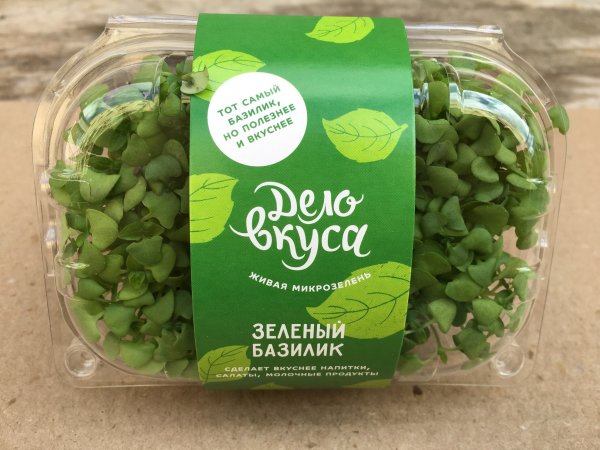 ТОТ САМЫЙ
БАЗИЛИК,
НО ПОЛЕЗНЕЕ
И ВКУСНЕЕ
Дело
вкуса
ЖИВАЯ МИКРОЗЕЛЕНЬ
ЗЕЛЕНЫЙ
БАЗИЛИК
СДЕЛАЕТ ВКУСНЕЕ НАПИТКИ,
САЛАТЫ, МОЛОЧНЫЕ ПРОДУКТЫ